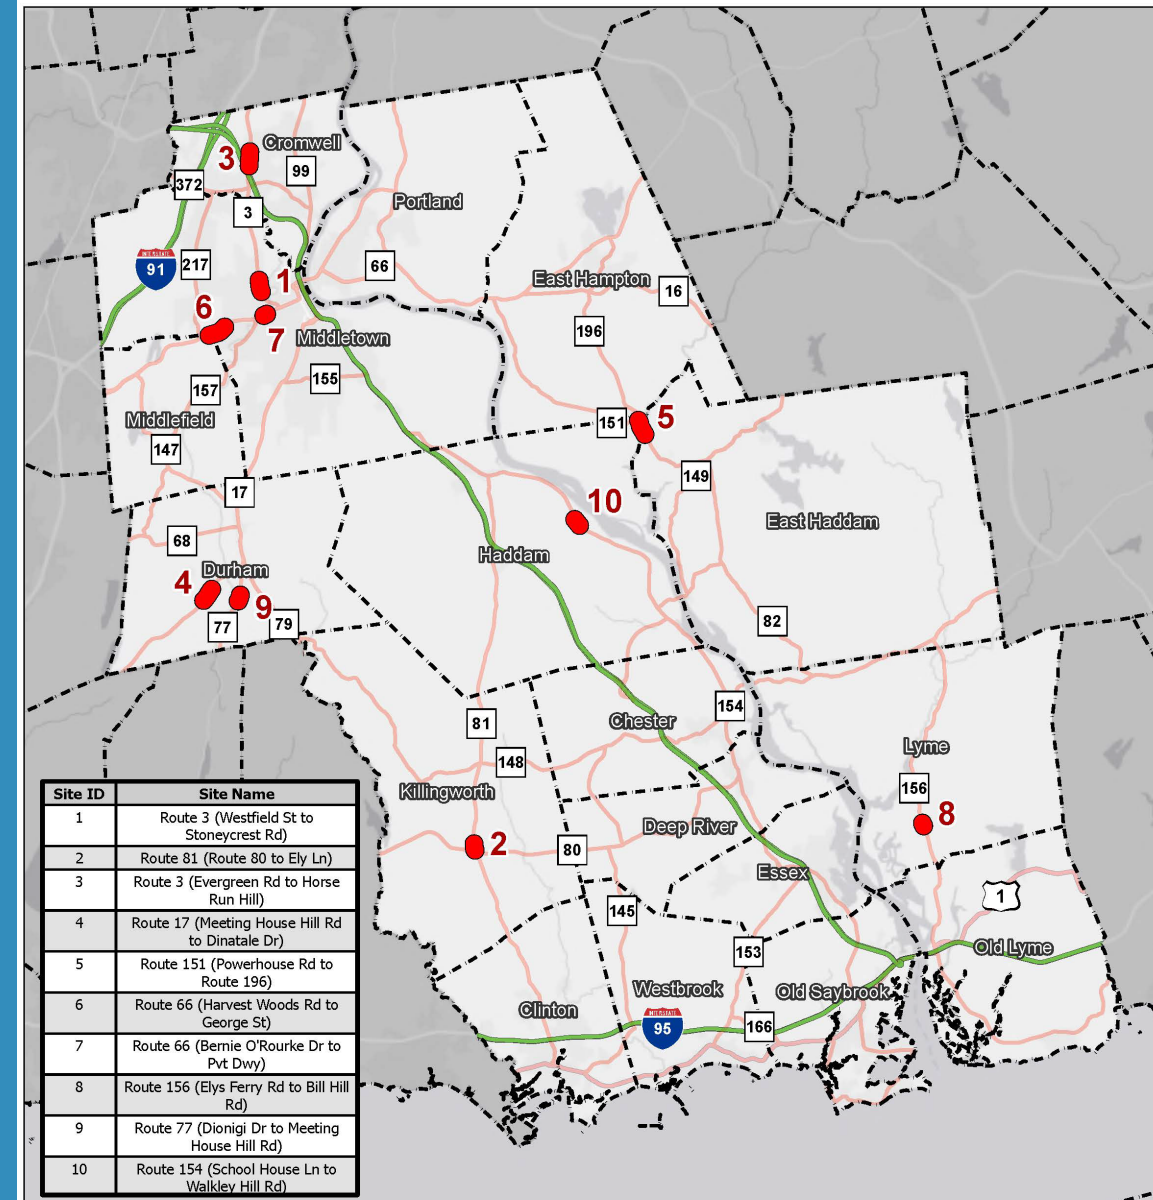 Cromwell
3
99
372
3
Portland
INTERSTATE
91
217
66
East Hampton
16
1
6
7
Middletown
196
155
157
Middlefield
151
5
147
149
17
10
East Haddam
68
Haddam
Durham
4
9
77
79
82
154
81
Chester
Lyme
148
156
Killingworth
8
Deep River
2
80
Essex
1
145
153
Old Lyme
Westbrook
Old Saybrook
Clinton
INTERSTATE
95
166
Site ID Site Name
1 Route 3 (Westfield St to
Stoneycrest Rd)
2 Route 81 (Route 80 to Ely Ln)
3 Route 3 (Evergreen Rd to Horse
Run Hill)
4 Route 17 (Meeting House Hill Rd
to Dinatale Dr)
5 Route 151 (Powerhouse Rd to
Route 196)
6 Route 66 (Harvest Woods Rd to
George St)
7 Route 66 (Bernie O'Rourke Dr to
Pvt Dwy)
8 Route 156 (Elys Ferry Rd to Bill Hill
Rd)
9 Route 77 (Dionigi Dr to Meeting
House Hill Rd)
10 Route 154 (School House Ln to
Walkley Hill Rd)